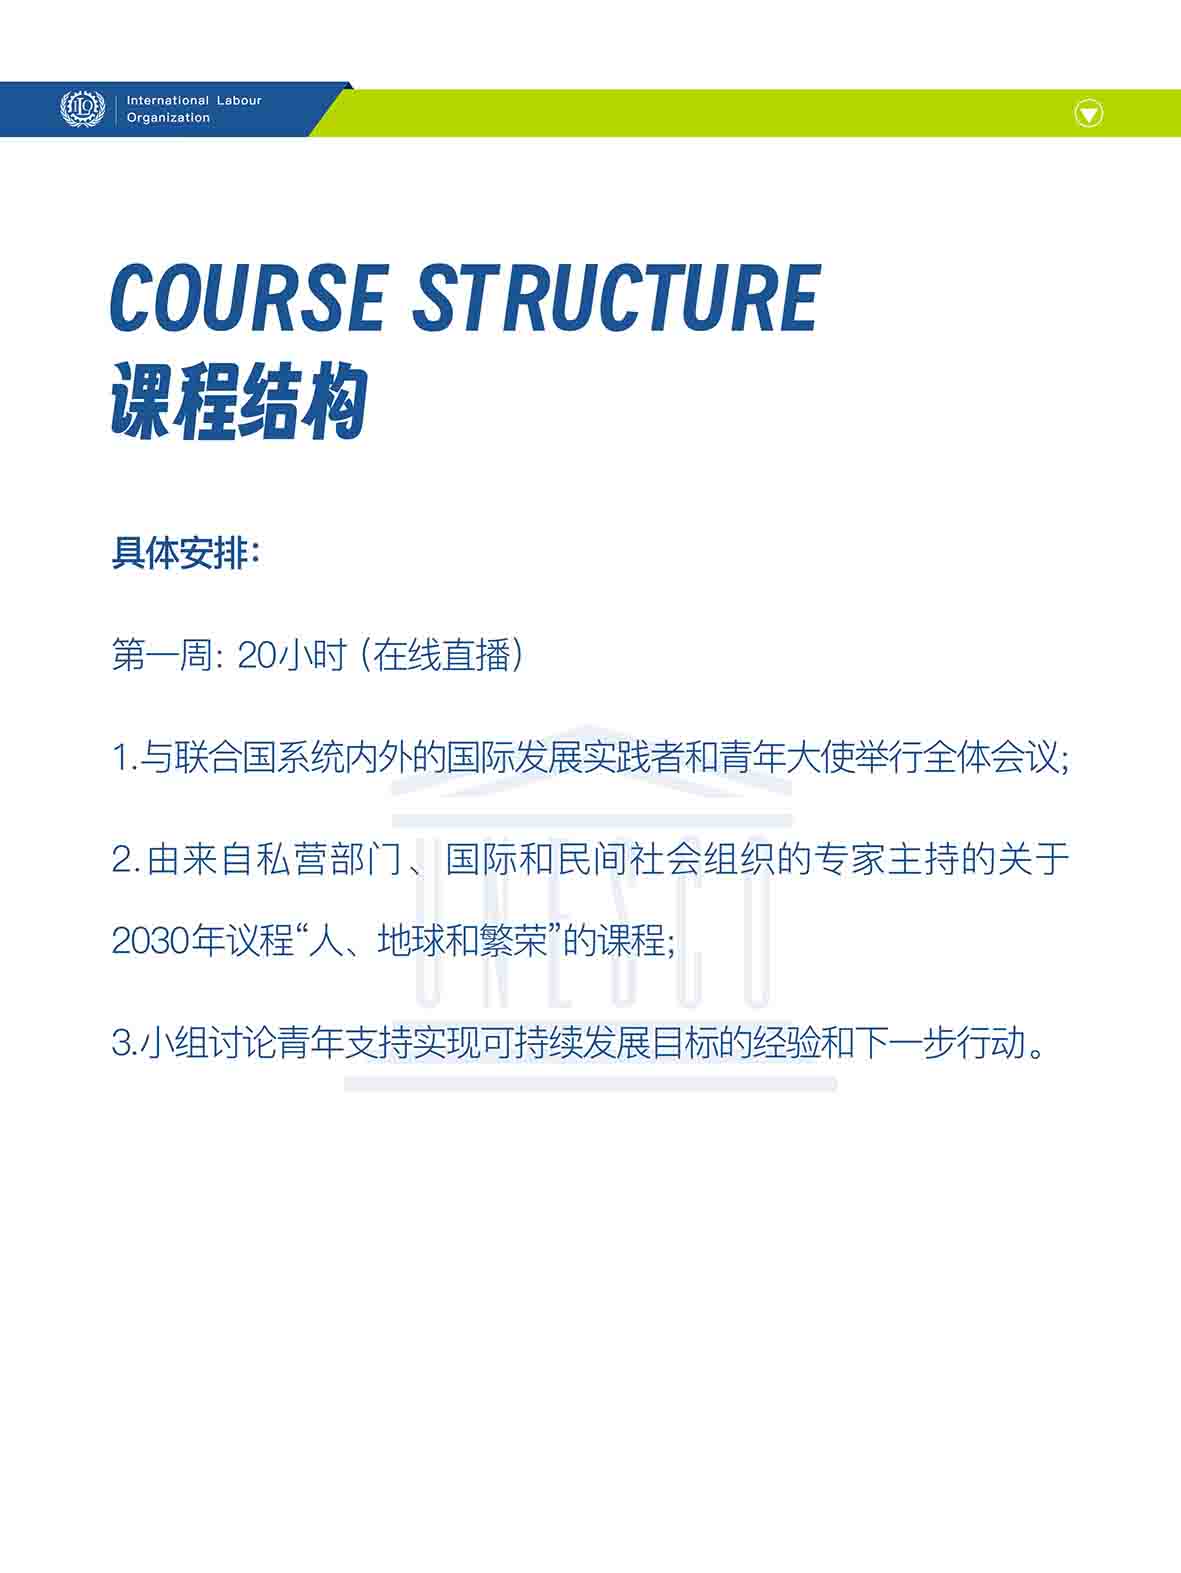 International Labour
Organization
COURSE STRUCTURE
课程结构
具体安排：
第一周：20小时（在线直播）
1.与联合国系统内外的国际发展实践者和青年大使举行全体会议；
2.由来自私营部门、国际和民间社会组织的专家主持的关于
2030年议程“人、地球和繁荣”的课程；
3.小组讨论青年支持实现可持续发展目标的经验和下一步行动。
UNESCO